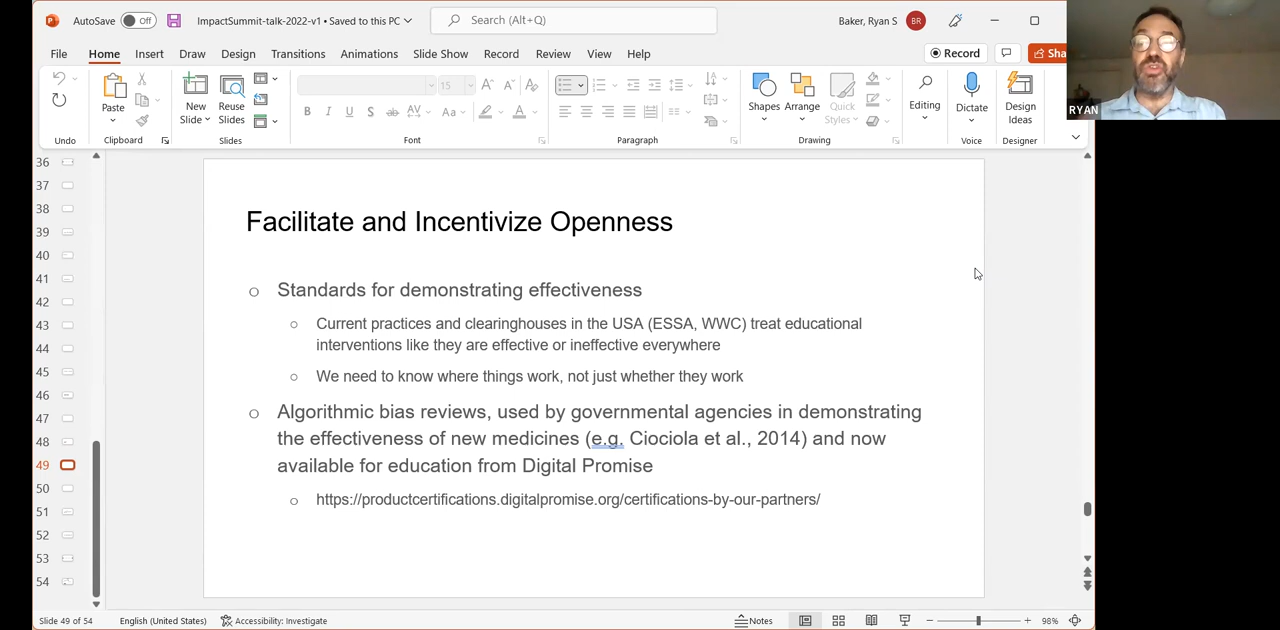 AutoSave Off ImpactSummit-talk-2022-v1 • Saved to this PC Search (Alt+Q) Baker, Ryan S BR
File Home Insert Draw Design Transitions Animations Slide Show Record Review View Help Record Sha
Paste New Slide Reuse Slides 15 Aa Shapes Arrange Quick Styles Editing Dictate Design Ideas
B I U S ab AV Aa A
Undo Clipboard Slides Font Paragraph Drawing Voice Designer
RYAN
36
37
38
39
40
41
42
43
44
45
46
47
48
49
50
51
52
53
54
Facilitate and Incentivize Openness
Standards for demonstrating effectiveness
Current practices and clearinghouses in the USA (ESSA, WWC) treat educational
interventions like they are effective or ineffective everywhere
We need to know where things work, not just whether they work
Algorithmic bias reviews, used by governmental agencies in demonstrating
the effectiveness of new medicines (e.g. Ciociola et al., 2014) and now
available for education from Digital Promise
https://productcertifications.digitalpromise.org/certifications-by-our-partners/
Slide 49 of 54 English (United States) Accessibility: Investigate Notes 98%